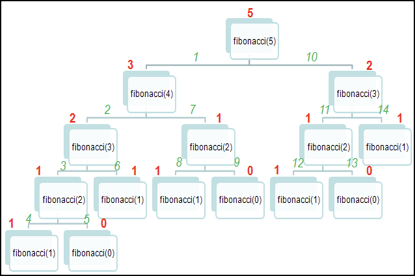 5
fibonacci(5)
1 10
3 2
fibonacci(4) fibonacci(3)
2 7 11 14
2 1 1 1
fibonacci(3) fibonacci(2) fibonacci(2) fibonacci(1)
3 6 8 9 12 13
1 1 1 0 1 0
fibonacci(2) fibonacci(1) fibonacci(1) fibonacci(0) fibonacci(1) fibonacci(0)
4 5
1 0
fibonacci(1) fibonacci(0)